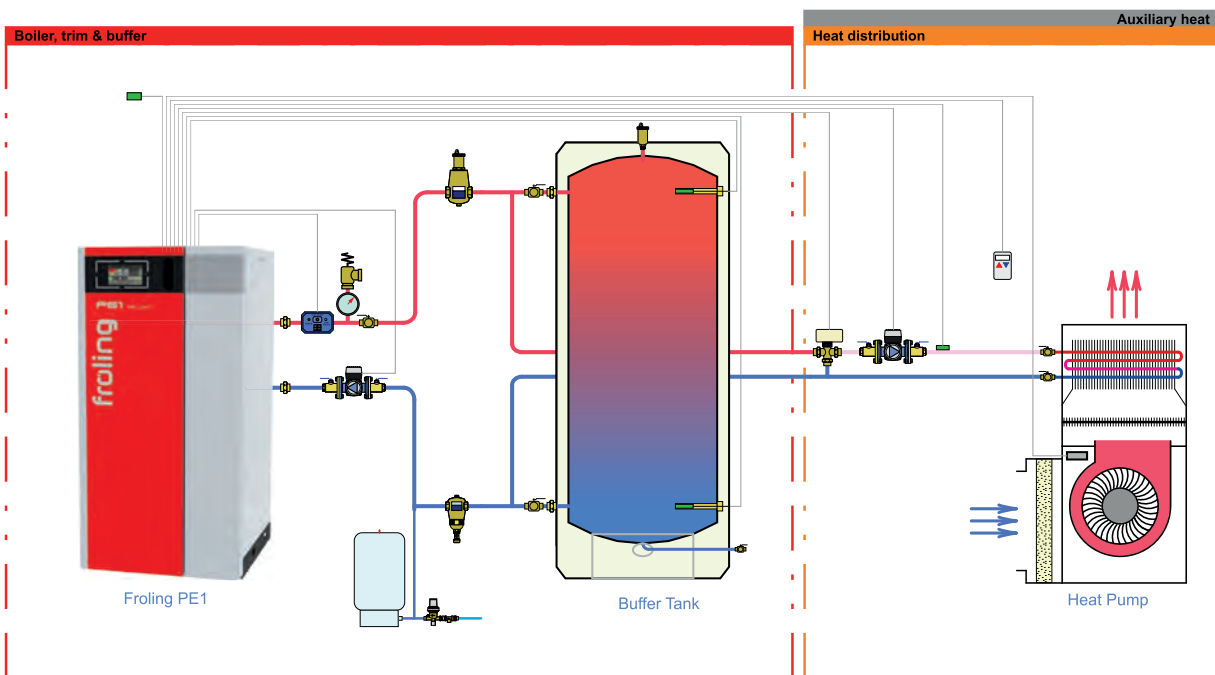 Auxiliary heat
Boiler, trim & buffer
Heat distribution
PE1
froling
Froling PE1
Buffer Tank
Heat Pump